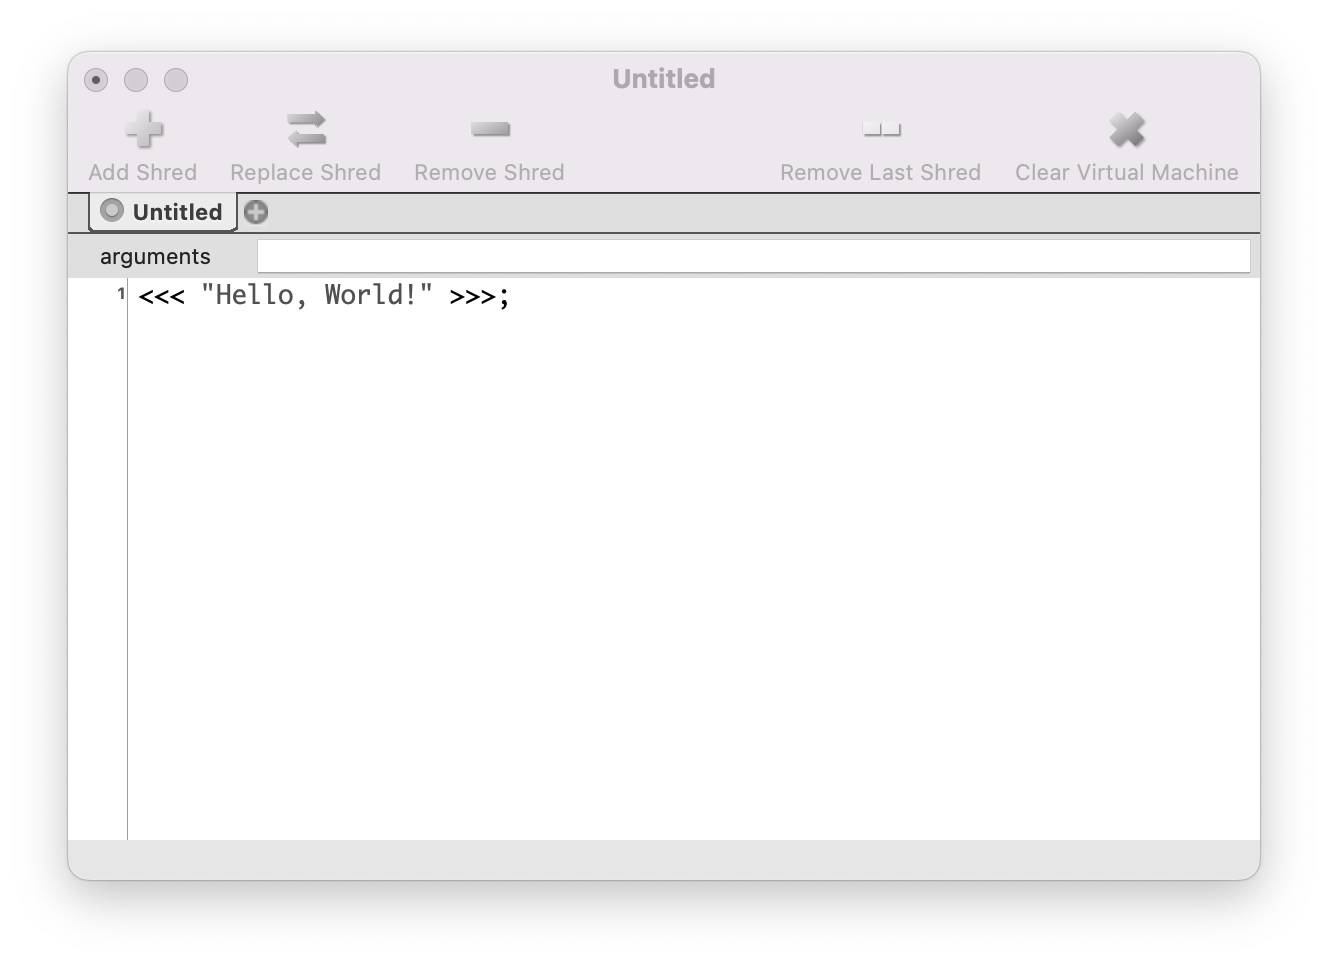 Untitled
Add Shred Replace Shred Remove Shred Remove Last Shred Clear Virtual Machine
Untitled
arguments
1 <<< "Hello, World!" >>>;